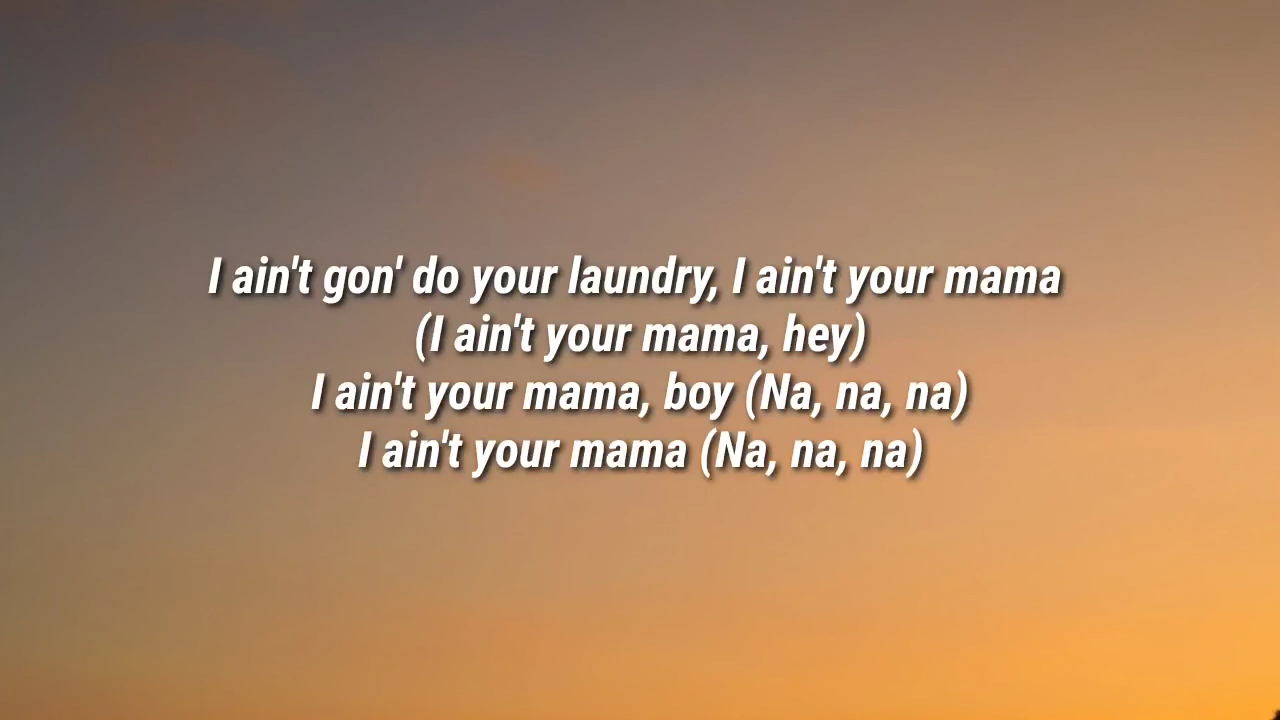 I ain't gon' do your laundry, I ain't your mama
(I ain't your mama, hey)
I ain't your mama, boy (Na, na, na)
I ain't your mama (Na, na, na)